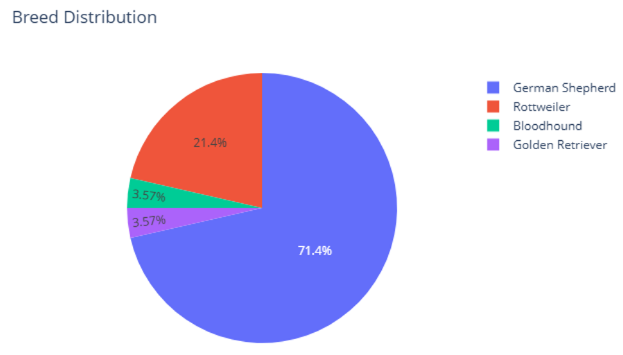 Breed Distribution
German Shepherd
Rottweiler
Bloodhound
Golden Retriever
21.4%
3.57%
3.57%
71.4%